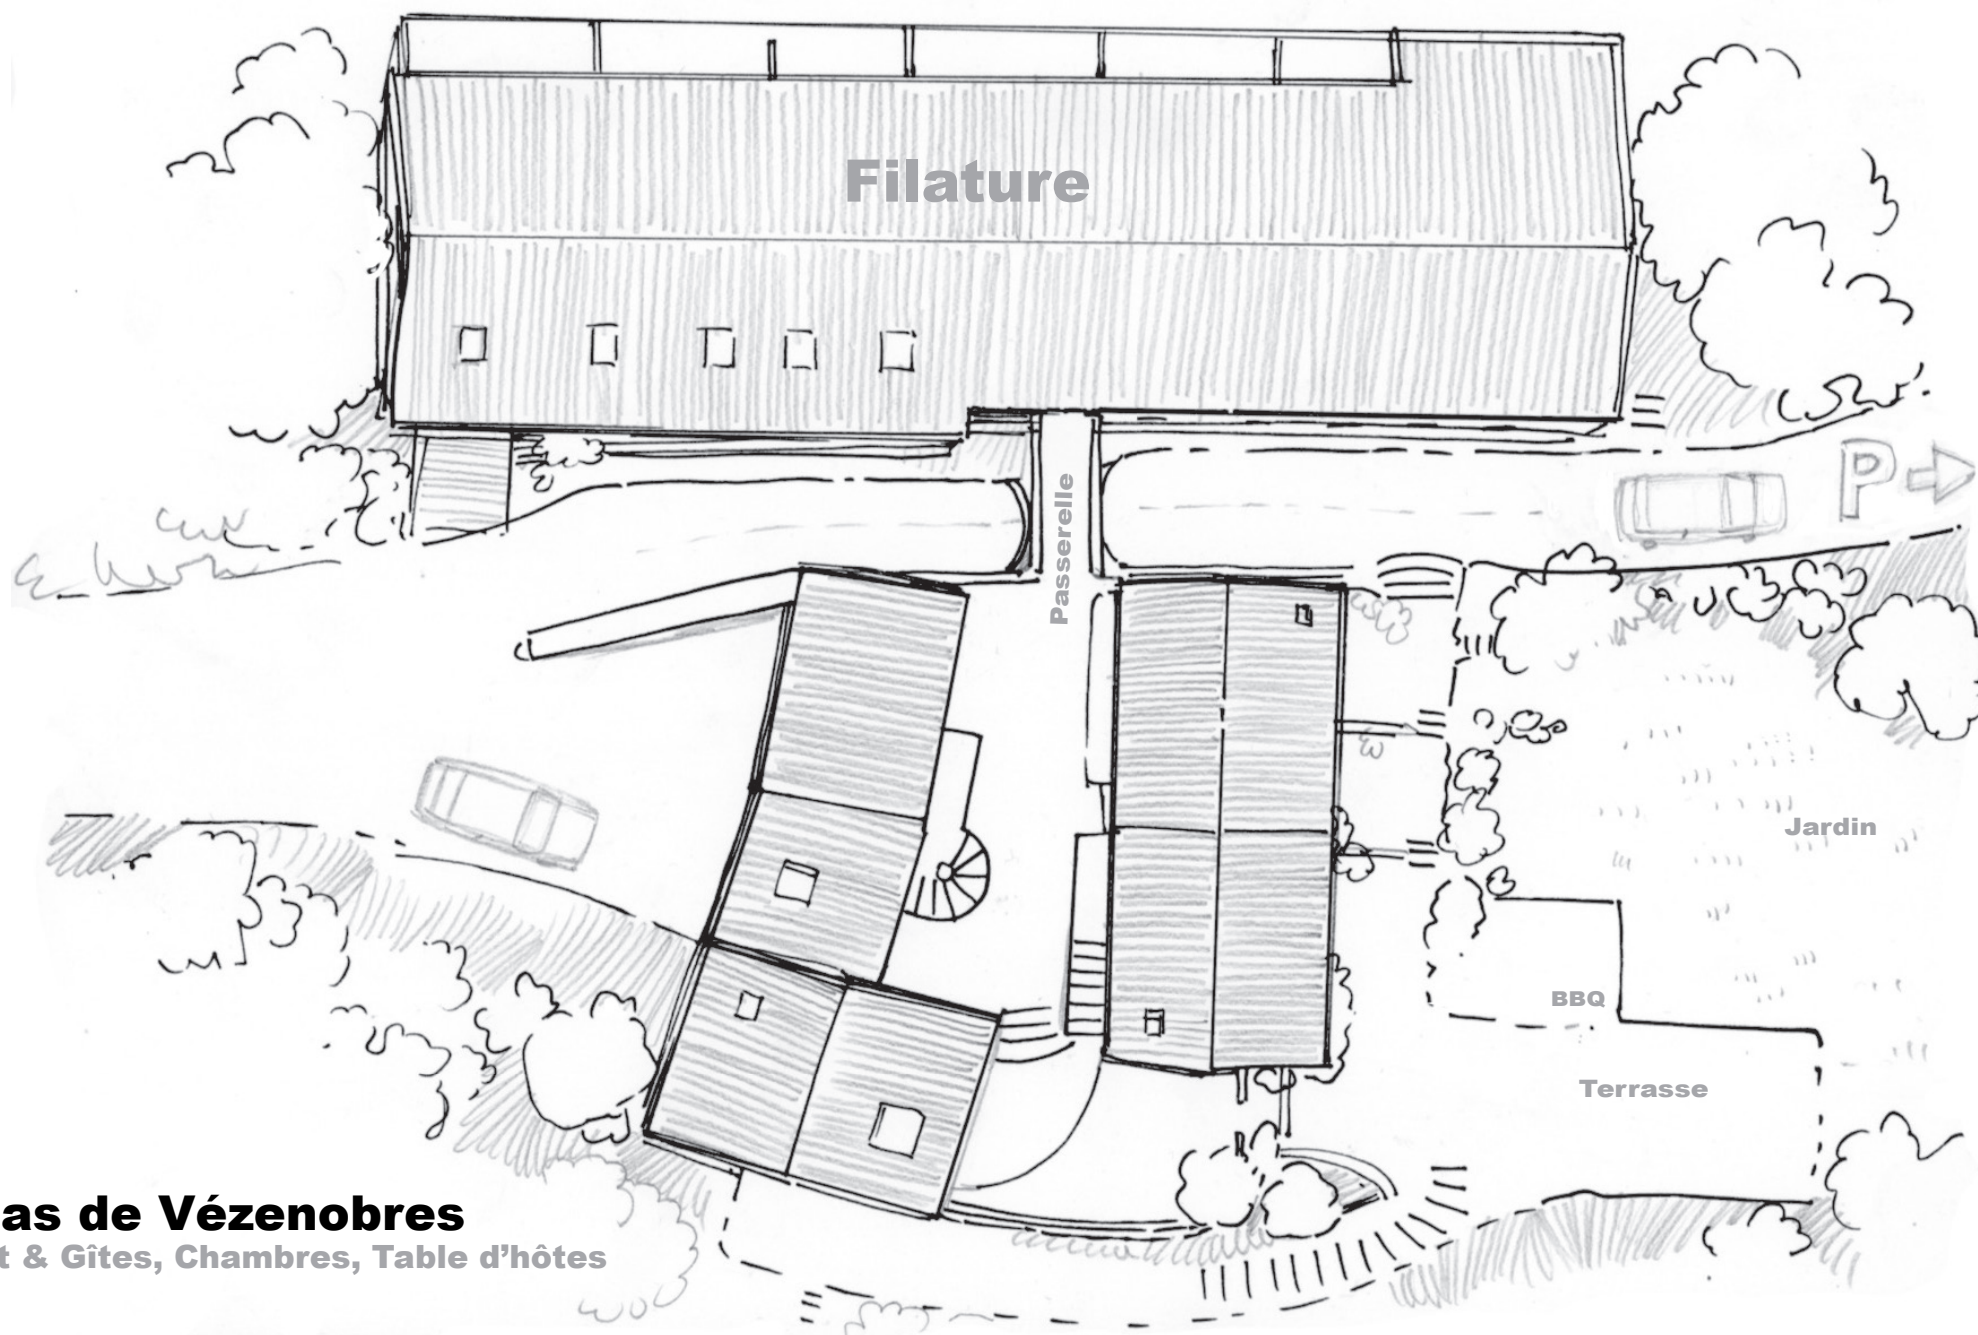 Filature
P
Passerelle
Jardin
BBQ
Terrasse
as de Vézenobres
t & Gîtes, Chambres, Table d’hôtes